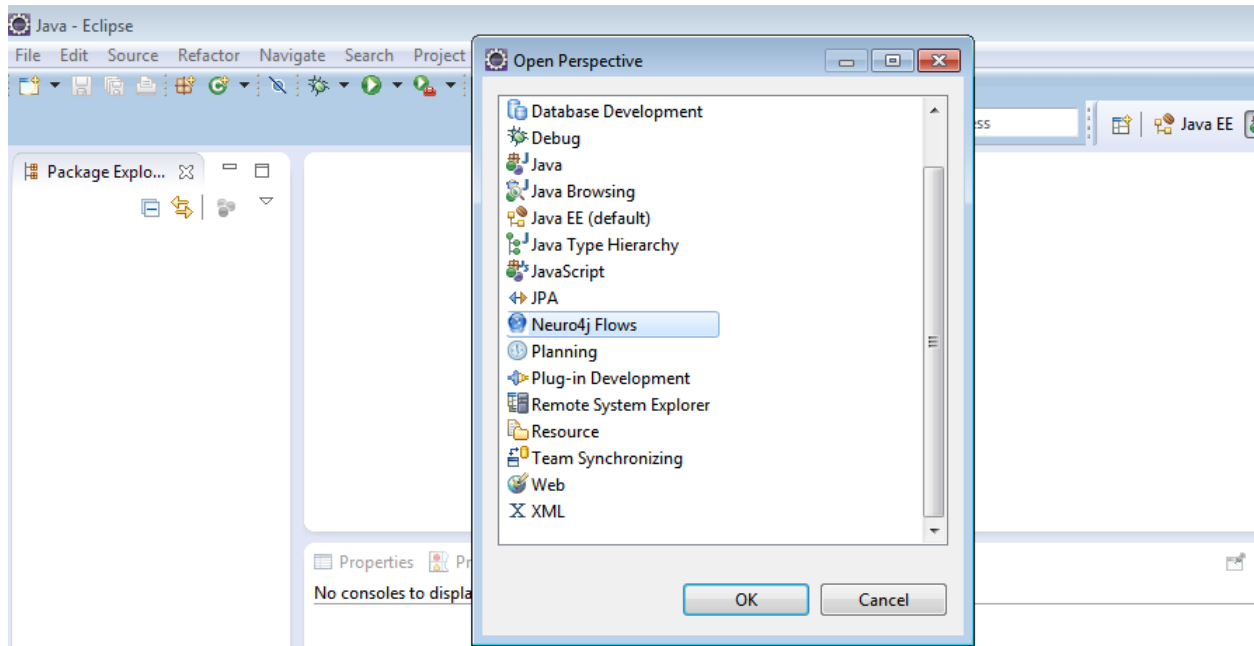 Java - Eclipse
File Edit Source Refactor Navigate Search Project
Open Perspective
Java EE
Package Explo...
Database Development
Debug
Java
Java Browsing
Java EE (default)
Java Type Hierarchy
JavaScript
JPA
Neuro4j Flows
Planning
Plug-in Development
Remote System Explorer
Resource
Team Synchronizing
Web
X XML
Properties
No consoles to displa
OK Cancel